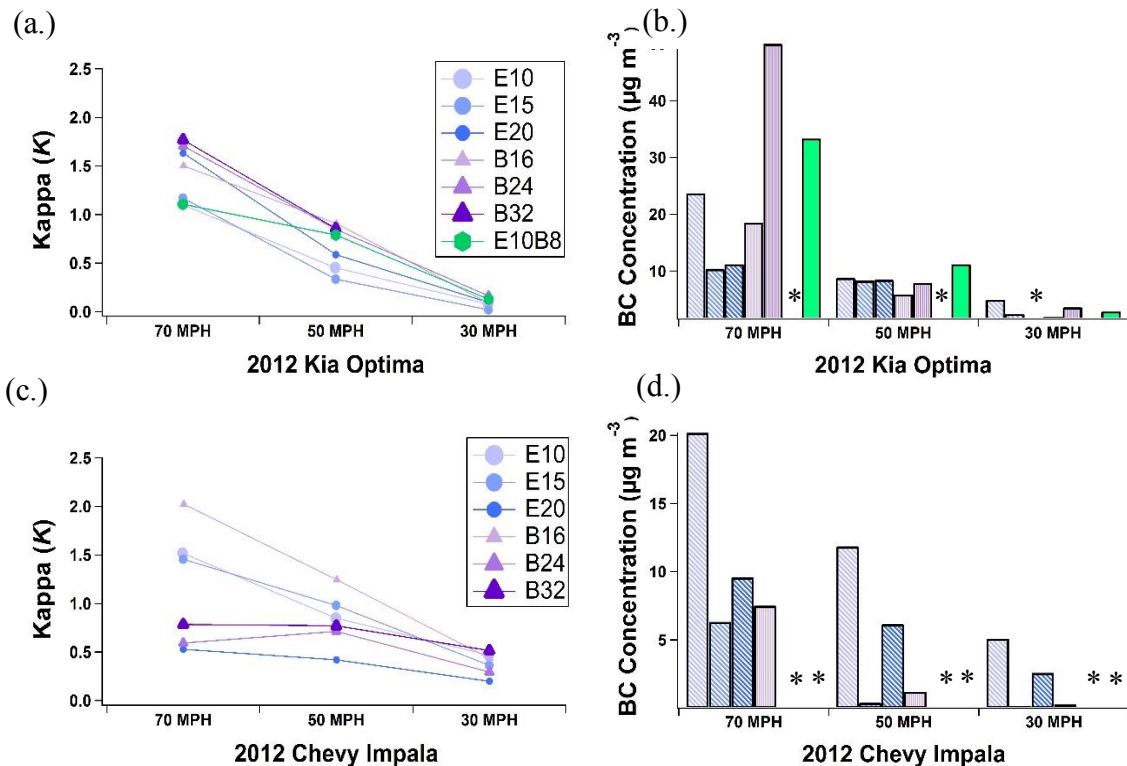 (a.)
Kappa (K)
2.5
2.0
1.5
1.0
0.5
0.0
E10
E15
E20
B16
B24
B32
E10B8
70 MPH
50 MPH
30 MPH
2012 Kia Optima
(b.)
BC Concentration (µg m⁻³)
50
40
30
20
10
*
*
*
70 MPH
50 MPH
30 MPH
2012 Kia Optima
(c.)
Kappa (K)
2.5
2.0
1.5
1.0
0.5
0.0
E10
E15
E20
B16
B24
B32
70 MPH
50 MPH
30 MPH
2012 Chevy Impala
(d.)
BC Concentration (µg m⁻³)
20
15
10
5
* *
* *
* *
70 MPH
50 MPH
30 MPH
2012 Chevy Impala